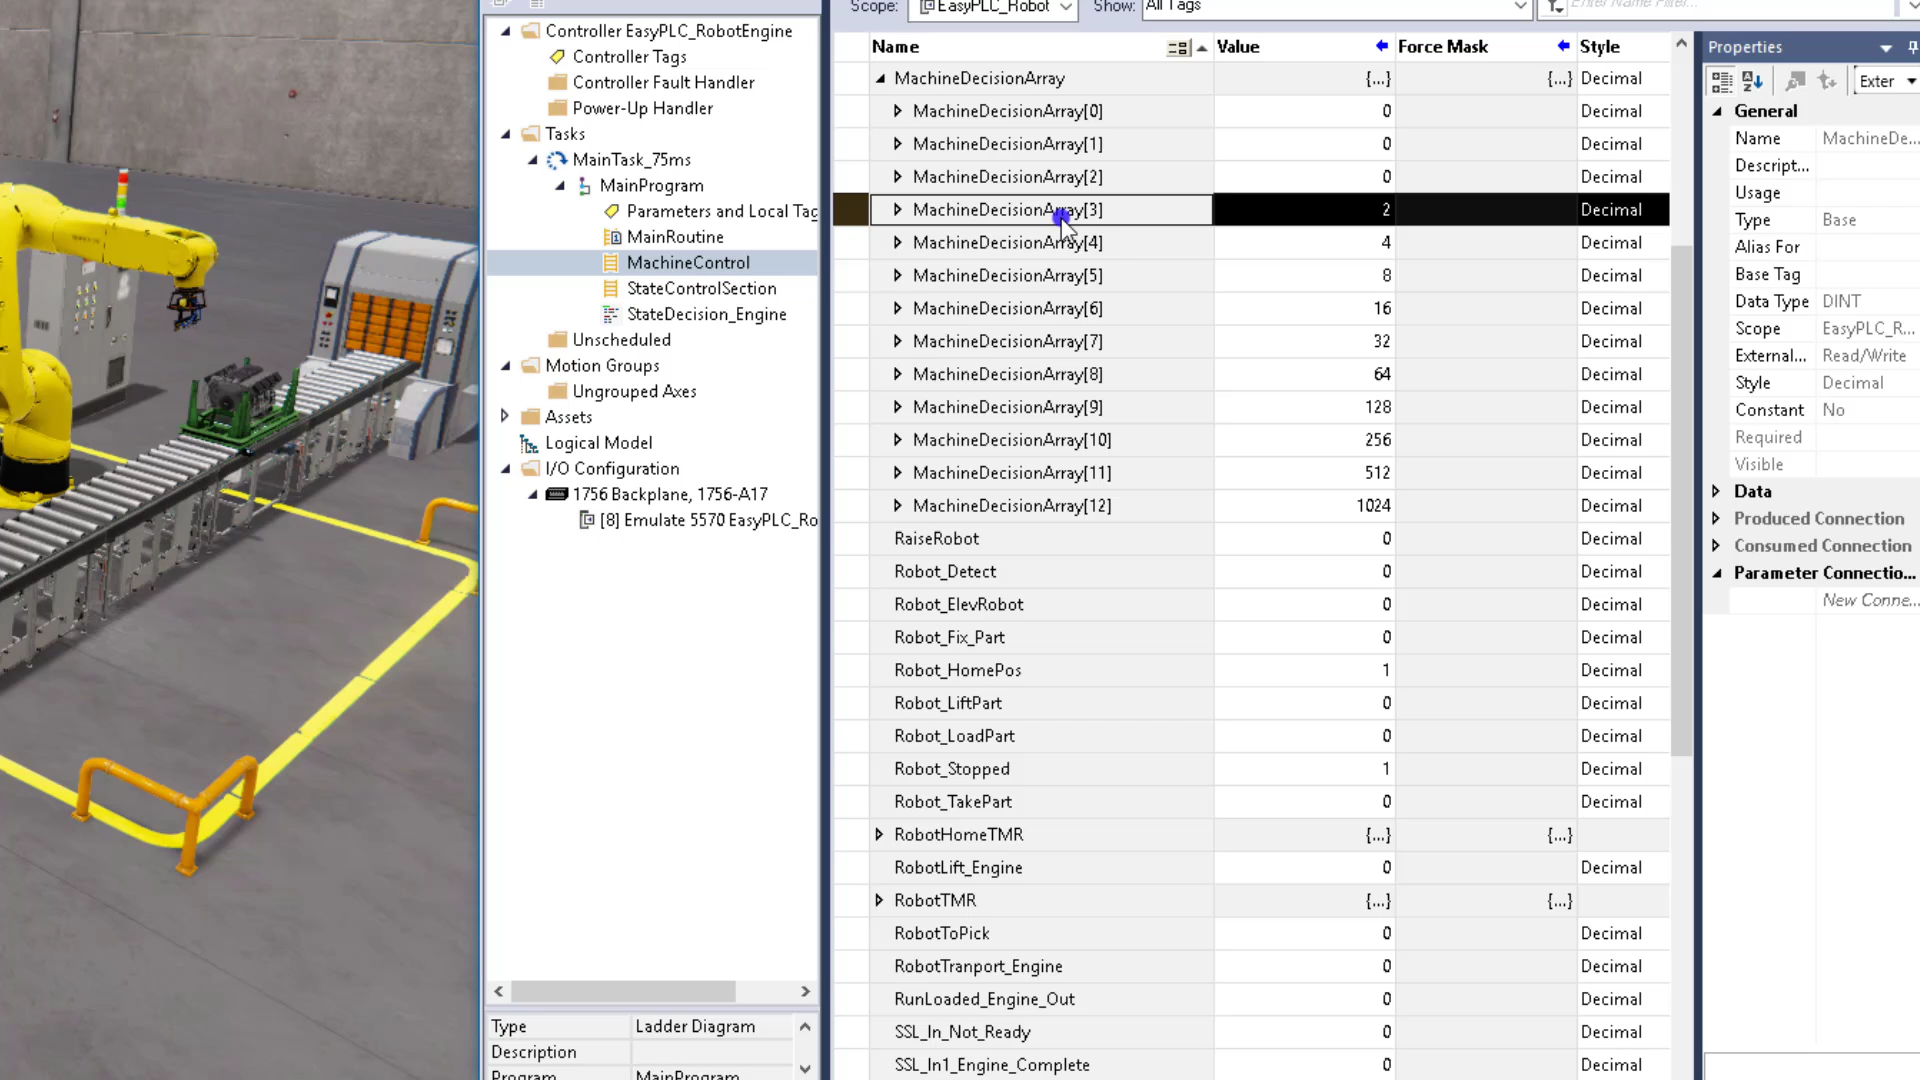 Controller EasyPLC_RobotEngine
Controller Tags
Controller Fault Handler
Power-Up Handler
Tasks
MainTask_75ms
MainProgram
Parameters and Local Tag
MainRoutine
MachineControl
StateControlSection
StateDecision_Engine
Unscheduled
Motion Groups
Ungrouped Axes
Assets
Logical Model
I/O Configuration
1756 Backplane, 1756-A17
[8] Emulate 5570 EasyPLC_Ro
Type Ladder Diagram
Description
Program MainProgram
Scope: EasyPLC_Robot Show: All Tags Enter Name Filter...
Name Value Force Mask Style
MachineDecisionArray {...} {...} Decimal
MachineDecisionArray[0] 0 Decimal
MachineDecisionArray[1] 0 Decimal
MachineDecisionArray[2] 0 Decimal
MachineDecisionArray[3] 2 Decimal
MachineDecisionArray[4] 4 Decimal
MachineDecisionArray[5] 8 Decimal
MachineDecisionArray[6] 16 Decimal
MachineDecisionArray[7] 32 Decimal
MachineDecisionArray[8] 64 Decimal
MachineDecisionArray[9] 128 Decimal
MachineDecisionArray[10] 256 Decimal
MachineDecisionArray[11] 512 Decimal
MachineDecisionArray[12] 1024 Decimal
RaiseRobot 0 Decimal
Robot_Detect 0 Decimal
Robot_ElevRobot 0 Decimal
Robot_Fix_Part 0 Decimal
Robot_HomePos 1 Decimal
Robot_LiftPart 0 Decimal
Robot_LoadPart 0 Decimal
Robot_Stopped 1 Decimal
Robot_TakePart 0 Decimal
RobotHomeTMR {...} {...}
RobotLift_Engine 0 Decimal
RobotTMR {...} {...}
RobotToPick 0 Decimal
RobotTranport_Engine 0 Decimal
RunLoaded_Engine_Out 0 Decimal
SSL_In_Not_Ready 0 Decimal
SSL_In1_Engine_Complete 0 Decimal
Properties
Exter
General
Name MachineDe...
Descript...
Usage
Type Base
Alias For
Base Tag
Data Type DINT
Scope EasyPLC_R...
External... Read/Write
Style Decimal
Constant No
Required
Visible
Data
Produced Connection
Consumed Connection
Parameter Connectio...
New Conne...